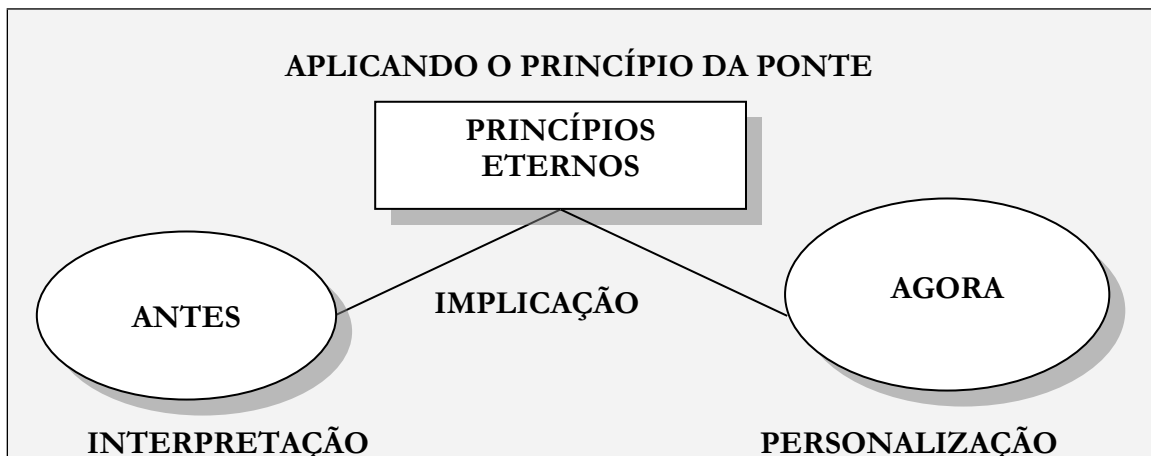 APLICANDO O PRINCÍPIO DA PONTE
PRINCÍPIOS
ETERNOS
ANTES
IMPLICAÇÃO
AGORA
INTERPRETAÇÃO
PERSONALIZAÇÃO